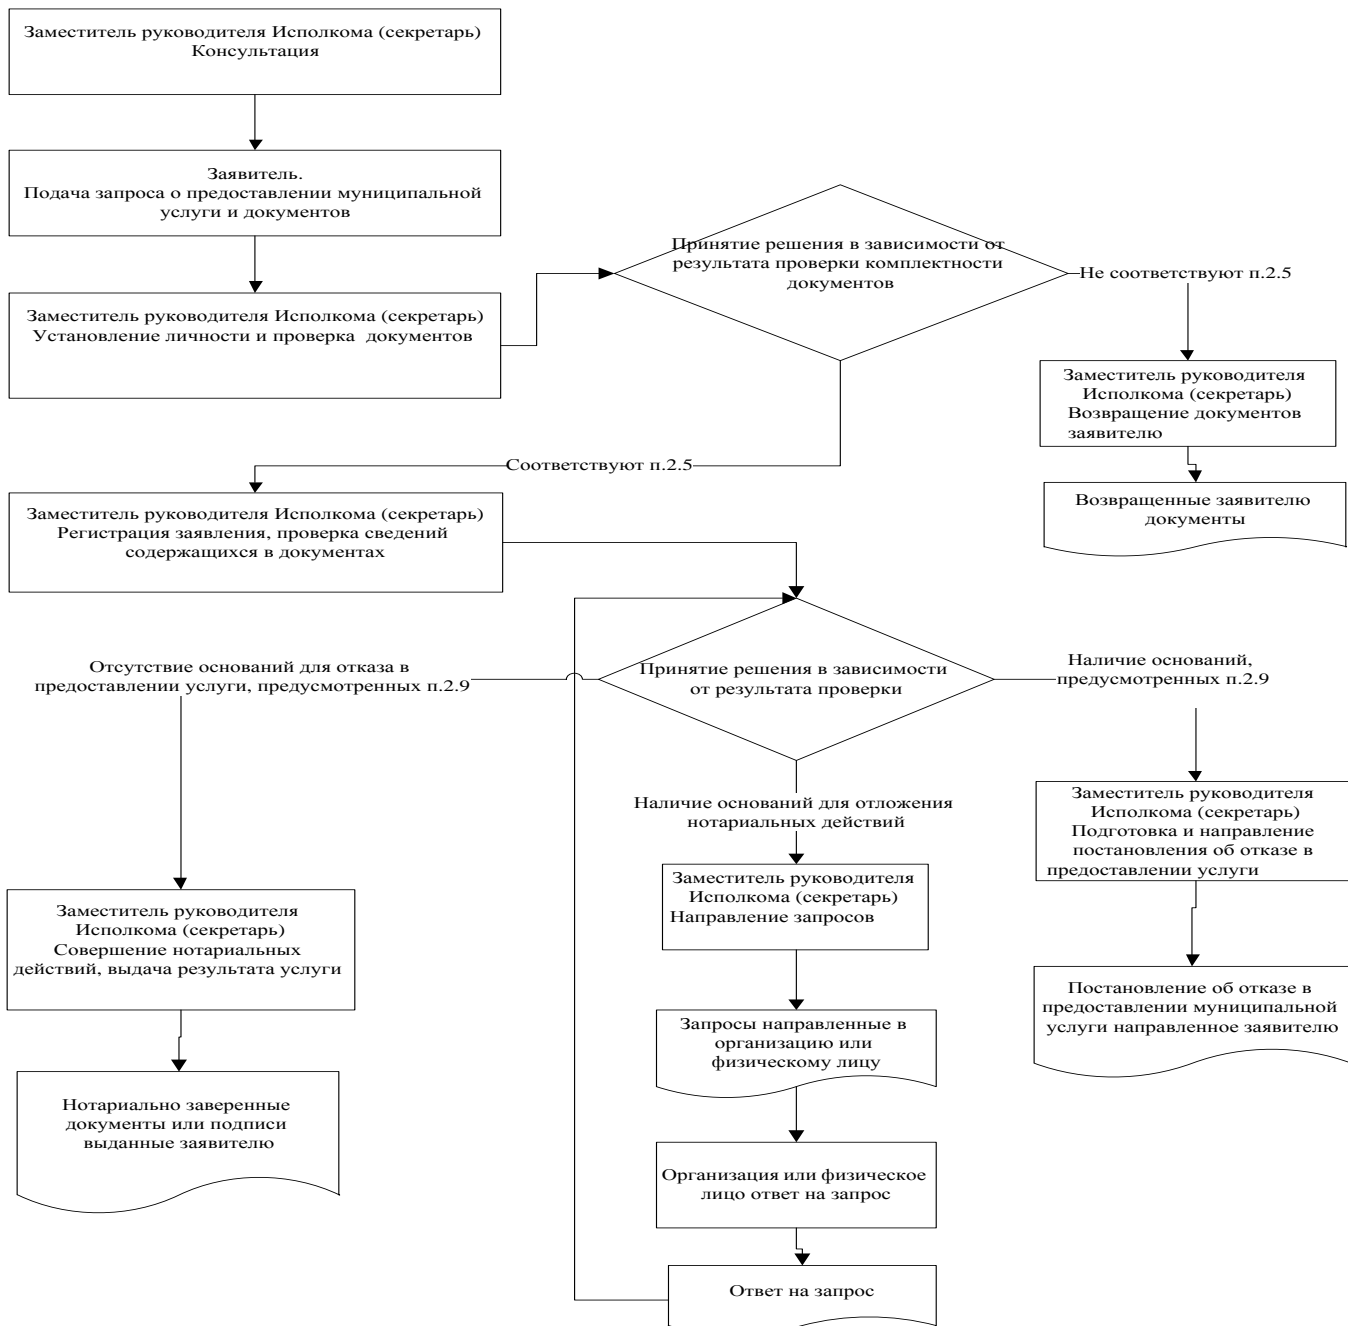 Заместитель руководителя Исполкома (секретарь)
Консультация
Заявитель.
Подача запроса о предоставлении муниципальной
услуги и документов
Заместитель руководителя Исполкома (секретарь)
Установление личности и проверка документов
Принятие решения в зависимости от
результата проверки комплектности
документов
Не соответствуют п.2.5
Заместитель руководителя
Исполкома (секретарь)
Возвращение документов
заявителю
Возвращенные заявителю
документы
Соответствуют п.2.5
Заместитель руководителя Исполкома (секретарь)
Регистрация заявления, проверка сведений
содержащихся в документах
Принятие решения в зависимости
от результата проверки
Отсутствие оснований для отказа в
предоставлении услуги, предусмотренных п.2.9
Наличие оснований,
предусмотренных п.2.9
Наличие оснований для отложения
нотариальных действий
Заместитель руководителя
Исполкома (секретарь)
Подготовка и направление
постановления об отказе в
предоставлении услуги
Заместитель руководителя
Исполкома (секретарь)
Направление запросов
Заместитель руководителя
Исполкома (секретарь)
Совершение нотариальных
действий, выдача результата услуги
Постановление об отказе в
предоставлении муниципальной
услуги направленное заявителю
Запросы направленные в
организацию или
физическому лицу
Нотариально заверенные
документы или подписи
выданные заявителю
Организация или физическое
лицо ответ на запрос
Ответ на запрос